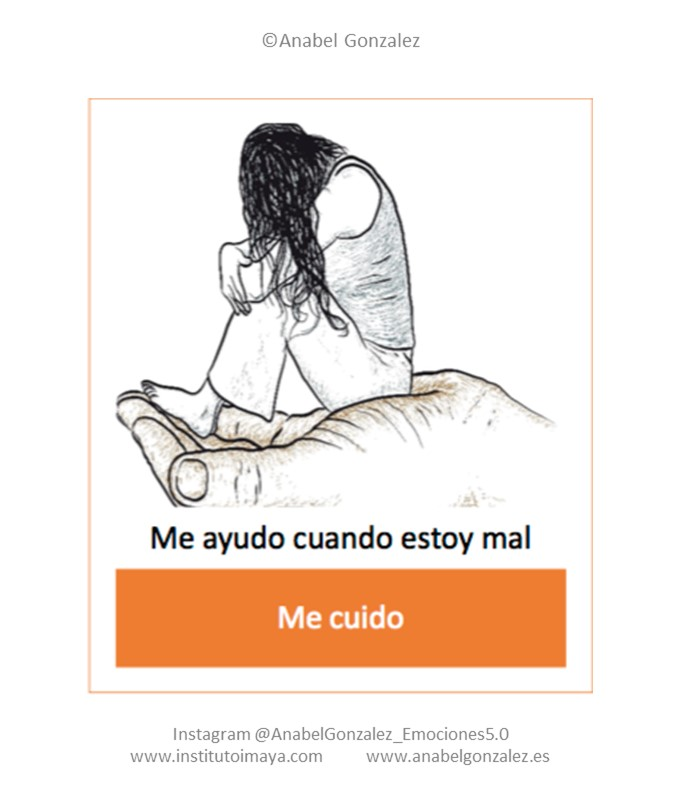 ©Anabel Gonzalez
Me ayudo cuando estoy mal
Me cuido
Instagram @AnabelGonzalez_Emociones5.0
www.institutoimaya.com www.anabelgonzalez.es